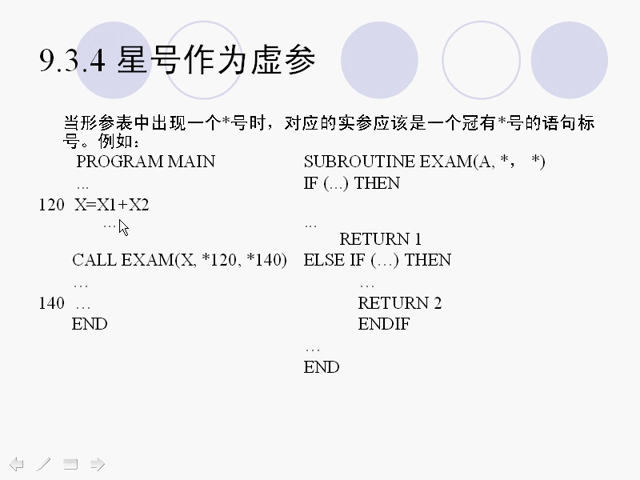 9.3.4 星号作为虚参
当形参表中出现一个*号时，对应的实参应该是一个冠有*号的语句标
号。例如：
PROGRAM MAIN
...
120 X=X1+X2
...
CALL EXAM(X, *120, *140)
…
140 …
END
SUBROUTINE EXAM(A, *， *)
IF (...) THEN
...
RETURN 1
ELSE IF (…) THEN
…
RETURN 2
ENDIF
…
END